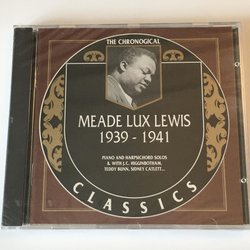 THE CHRONOGICAL
MEADE LUX LEWIS
1939 - 1941
PIANO AND HARPSICHORD SOLOS
& WITH J.C. HIGGINBOTHAM,
TEDDY BUNN, SIDNEY CATLETT...
CLASSICS